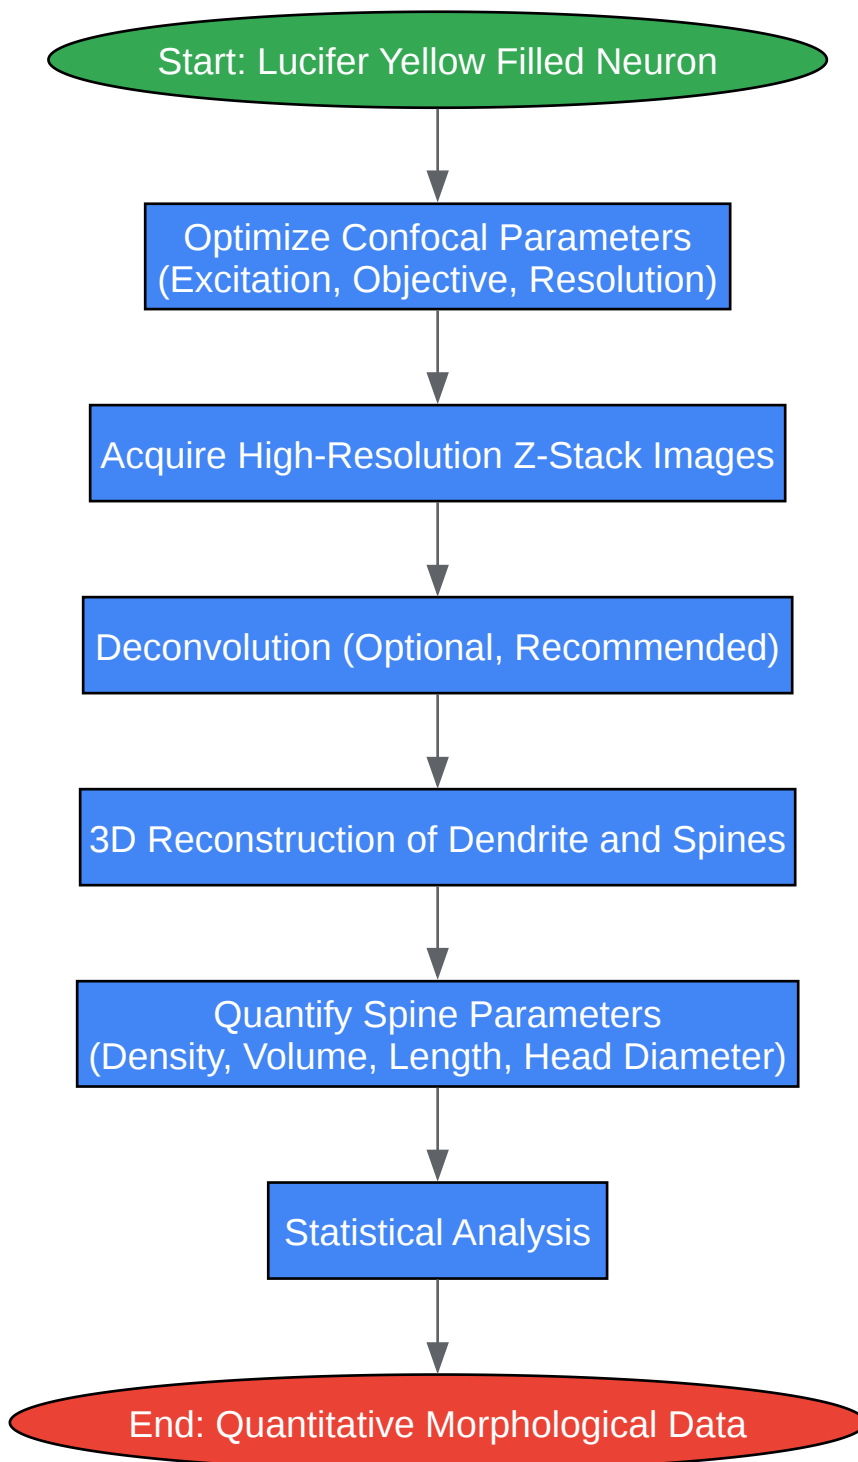 Start: Lucifer Yellow Filled Neuron
Optimize Confocal Parameters
(Excitation, Objective, Resolution)
Acquire High-Resolution Z-Stack Images
Deconvolution (Optional, Recommended)
3D Reconstruction of Dendrite and Spines
Quantify Spine Parameters
(Density, Volume, Length, Head Diameter)
Statistical Analysis
End: Quantitative Morphological Data